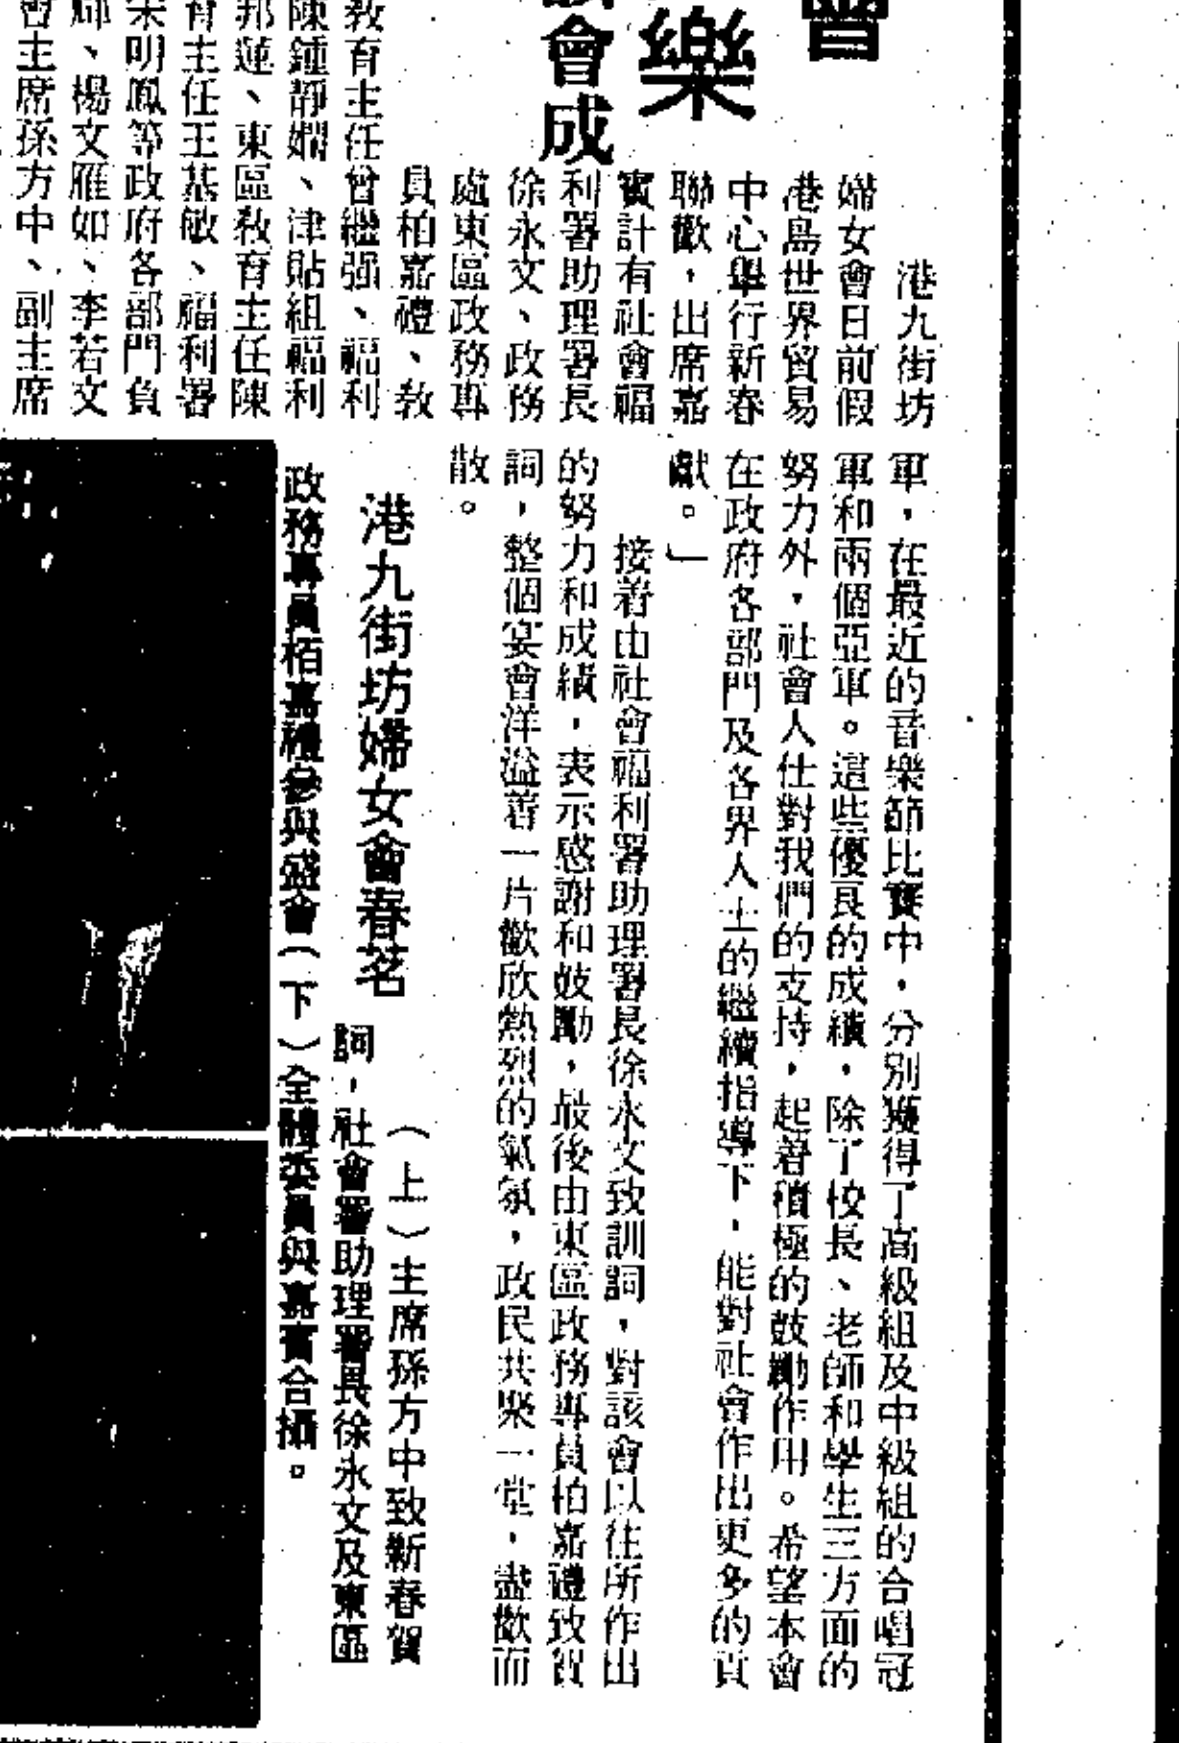 會
樂
該會成
港九街坊
婦女會日前假
港島世界貿易
中心舉行新春
聯歡，出席嘉
賓計有社會福
利署助理署長
徐永文、政務
處東區政務專
員柏嘉禮、教
教育主任曾繼强、福利
陳鍾靜嫻、津貼組福利
邦蓮、東區教育主任陳
育主任王基敏、福利署
宋明鳳等政府各部門負
輝、楊文雁如、李若文
會主席孫方中、副主席
軍，在最近的音樂節比賽中，分別獲得了高級組及中級組的合唱冠
軍和兩個亞軍。這些優良的成績，除了校長、老師和學生三方面的
努力外，社會人仕對我們的支持，起着積極的鼓勵作用。希望本會
在政府各部門及各界人士的繼續指導下，能對社會作出更多的貢
獻。」
接着由社會福利署助理署長徐永文致訓詞，對該會以往所作出
的努力和成績，表示感謝和鼓勵，最後由東區政務專員柏嘉禮致賀
詞，整個宴會洋溢着一片歡欣熱烈的氣氛，政民共樂一堂，盡歡而
散。
港九街坊婦女會春茗
（上）主席孫方中致新春賀
詞，社會署助理署長徐永文及東區
政務專員栢嘉禮參與盛會（下）全體委員與嘉賓合攝。